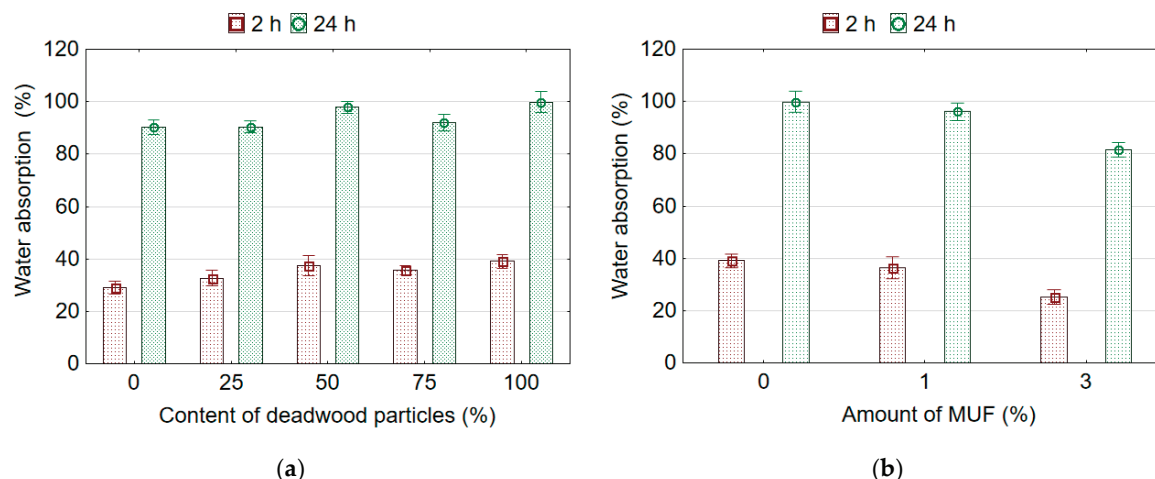 2 h 24 h
120
100
80
60
40
20
0
Water absorption (%)
0 25 50 75 100
Content of deadwood particles (%)
(a)
2 h 24 h
120
100
80
60
40
20
0
Water absorption (%)
0 1 3
Amount of MUF (%)
(b)